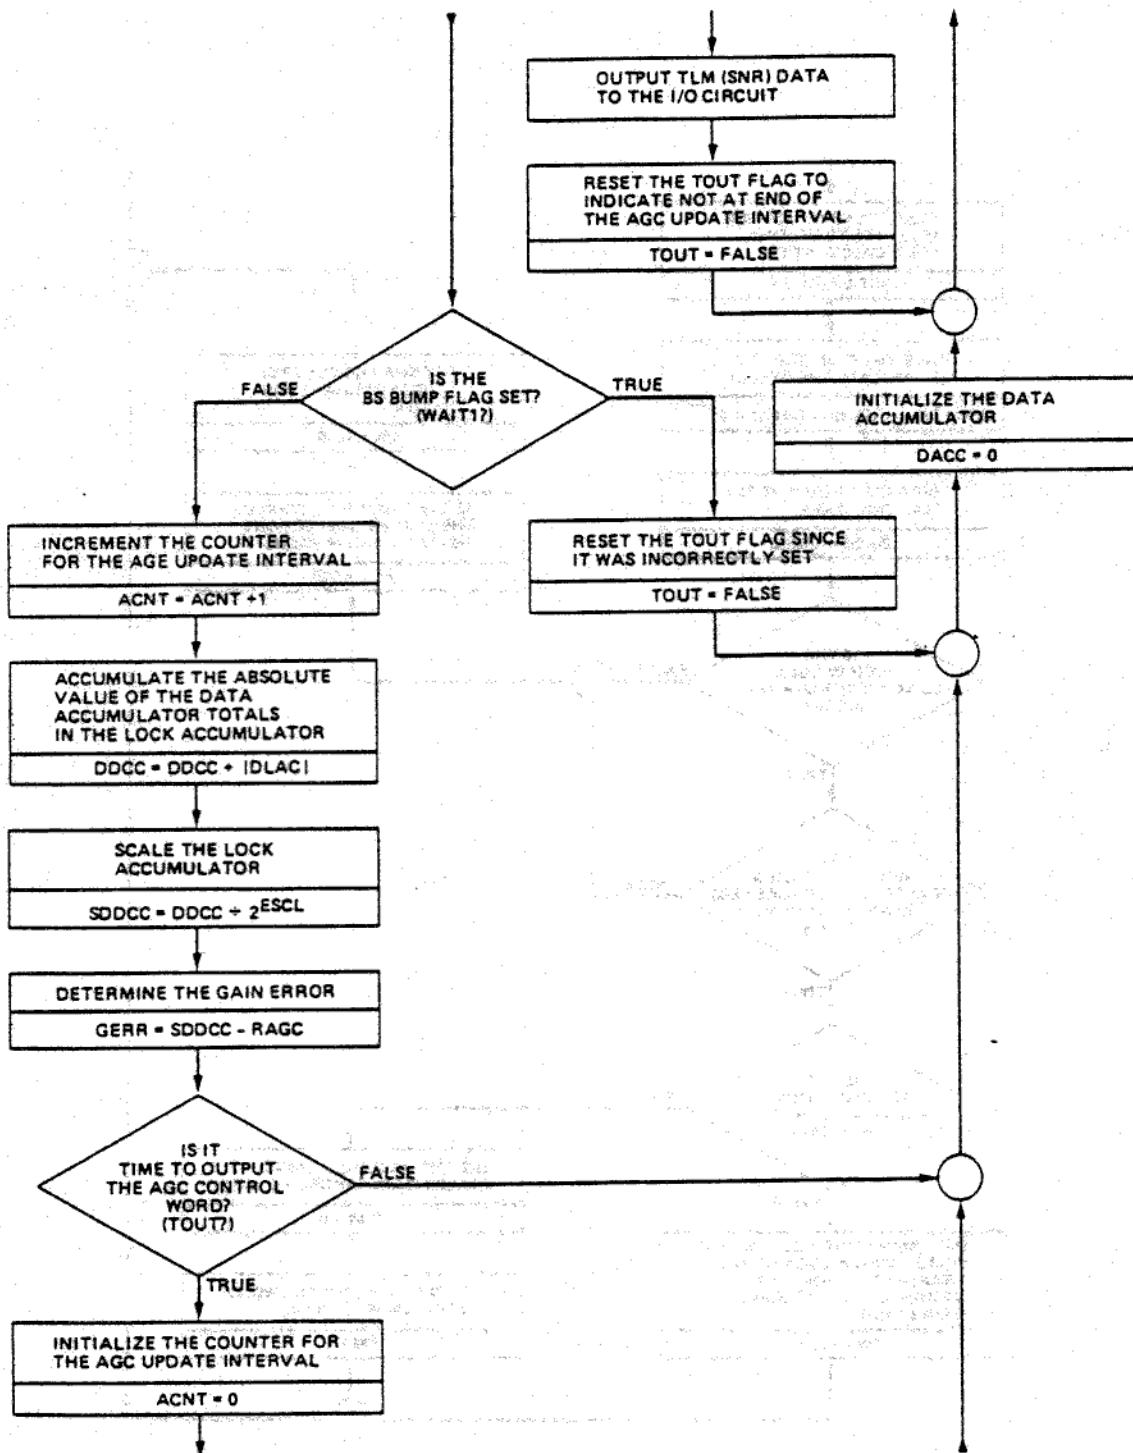 OUTPUT TLM (SNR) DATA
TO THE I/O CIRCUIT
RESET THE TOUT FLAG TO
INDICATE NOT AT END OF
THE AGC UPDATE INTERVAL
TOUT = FALSE
IS THE
BS BUMP FLAG SET?
(WAIT1?)
FALSE
TRUE
INITIALIZE THE DATA
ACCUMULATOR
DACC = 0
INCREMENT THE COUNTER
FOR THE AGE UPDATE INTERVAL
ACNT = ACNT +1
RESET THE TOUT FLAG SINCE
IT WAS INCORRECTLY SET
TOUT = FALSE
ACCUMULATE THE ABSOLUTE
VALUE OF THE DATA
ACCUMULATOR TOTALS
IN THE LOCK ACCUMULATOR
DDCC = DDCC + |DLAC|
SCALE THE LOCK
ACCUMULATOR
SDDCC = DDCC ÷ 2^ESCL
DETERMINE THE GAIN ERROR
GERR = SDDCC - RAGC
IS IT
TIME TO OUTPUT
THE AGC CONTROL
WORD?
(TOUT?)
FALSE
TRUE
INITIALIZE THE COUNTER FOR
THE AGC UPDATE INTERVAL
ACNT = 0